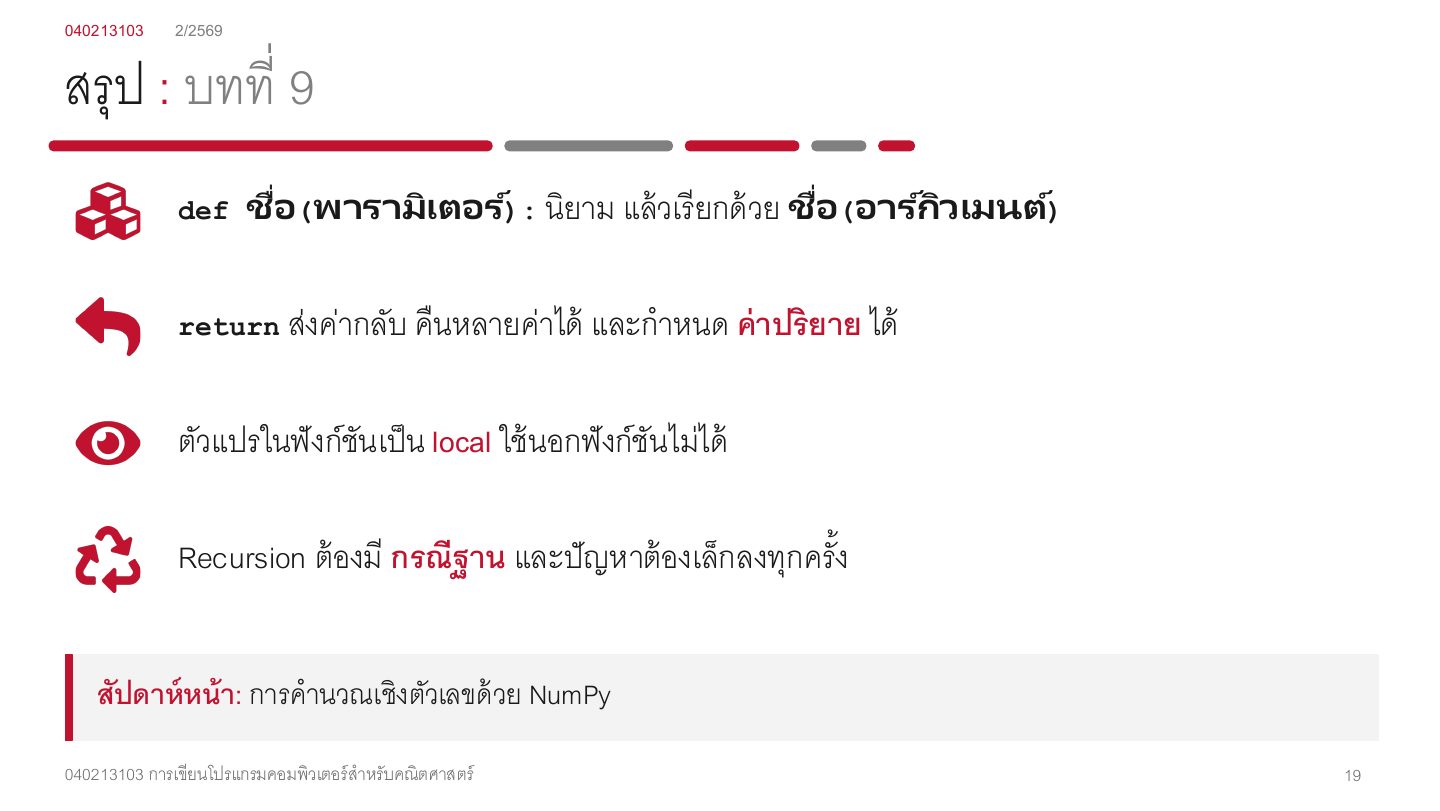 040213103 2/2569
สรุป : บทที่ 9
def ชื่อ(พารามิเตอร์): นิยาม แล้วเรียกด้วย ชื่อ(อาร์กิวเมนต์)
return ส่งค่ากลับ คืนหลายค่าได้ และกำหนด ค่าปริยาย ได้
ตัวแปรในฟังก์ชันเป็น local ใช้นอกฟังก์ชันไม่ได้
Recursion ต้องมี กรณีฐาน และปัญหาต้องเล็กลงทุกครั้ง
สัปดาห์หน้า: การคำนวณเชิงตัวเลขด้วย NumPy
040213103 การเขียนโปรแกรมคอมพิวเตอร์สำหรับคณิตศาสตร์ 19